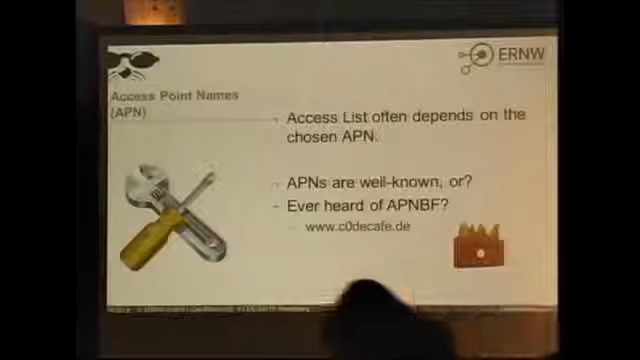 ERNW
Access Point Names
(APN)
- Access List often depends on the
chosen APN.
- APNs are well-known, or?
- Ever heard of APNBF?
- www.c0decafe.de